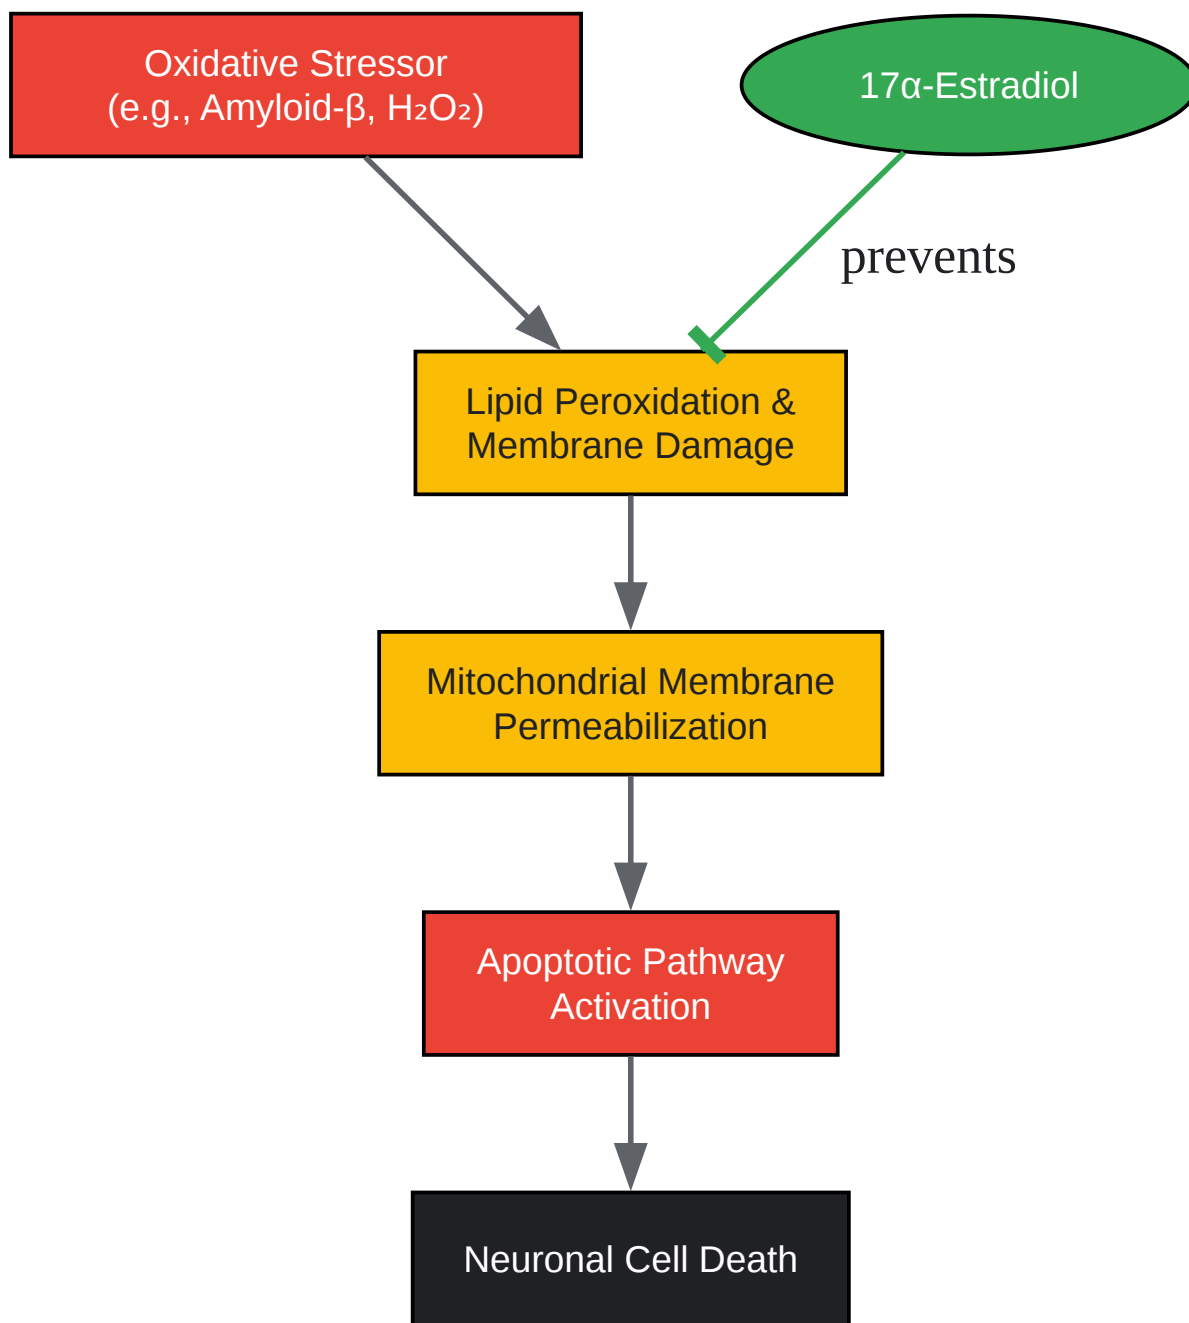 Oxidative Stressor
(e.g., Amyloid-β, H₂O₂)
17α-Estradiol
prevents
Lipid Peroxidation &
Membrane Damage
Mitochondrial Membrane
Permeabilization
Apoptotic Pathway
Activation
Neuronal Cell Death